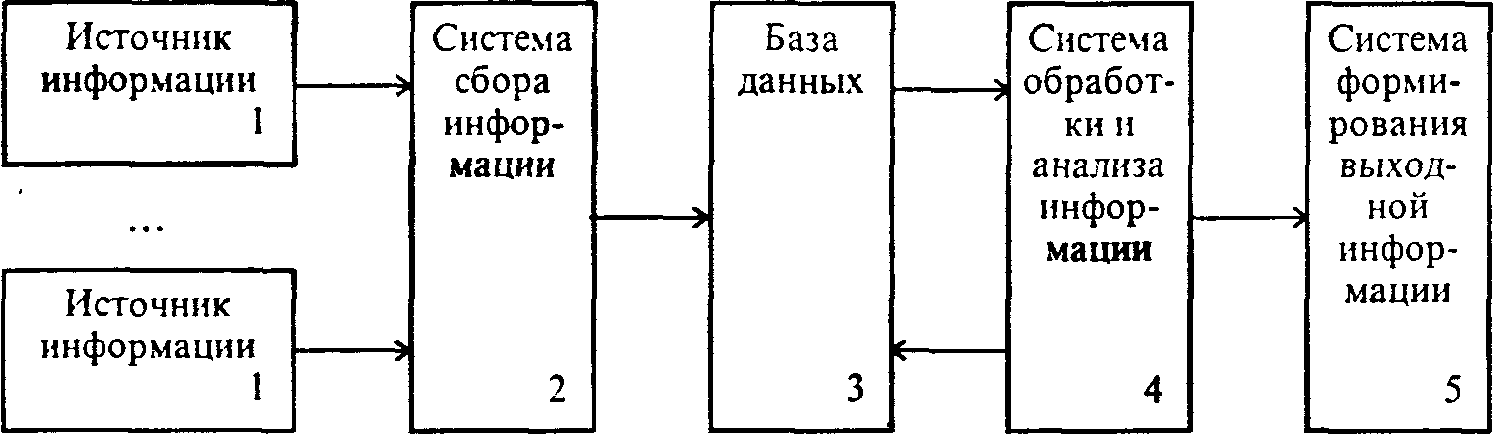 Источник
информации
1
...
Источник
информации
1
Система
сбора
инфор-
мации
2
База
данных
3
Система
обработ-
ки и
анализа
инфор-
мации
4
Система
форми-
рования
выход-
ной
инфор-
мации
5